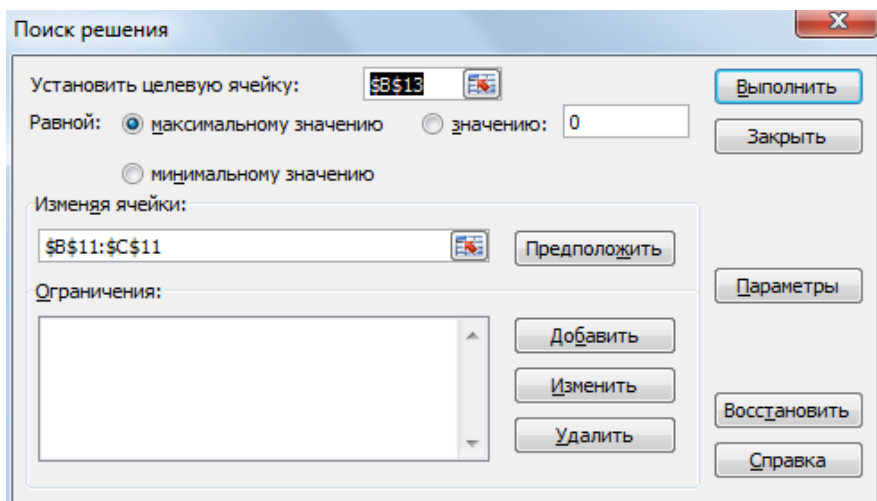 Поиск решения
Установить целевую ячейку: $B$13 Выполнить
Равной: максимальному значению значению: 0 Закрыть
минимальному значению
Изменяя ячейки:
$B$11:$C$11 Предположить
Параметры
Ограничения:
Добавить
Изменить
Восстановить
Удалить
Справка